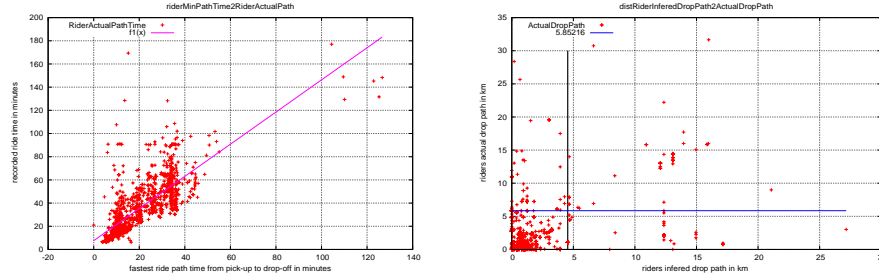 riderMinPathTime2RiderActualPath
RiderActualPathTime
f1(x)
recorded ride time in minutes
200
180
160
140
120
100
80
60
40
20
0
-20 0 20 40 60 80 100 120 140
fastest ride path time from pick-up to drop-off in minutes
distRiderInferedDropPath2ActualDropPath
ActualDropPath
5.85216
riders actual drop path in km
35
30
25
20
15
10
5
0
0 5 10 15 20 25
riders infered drop path in km